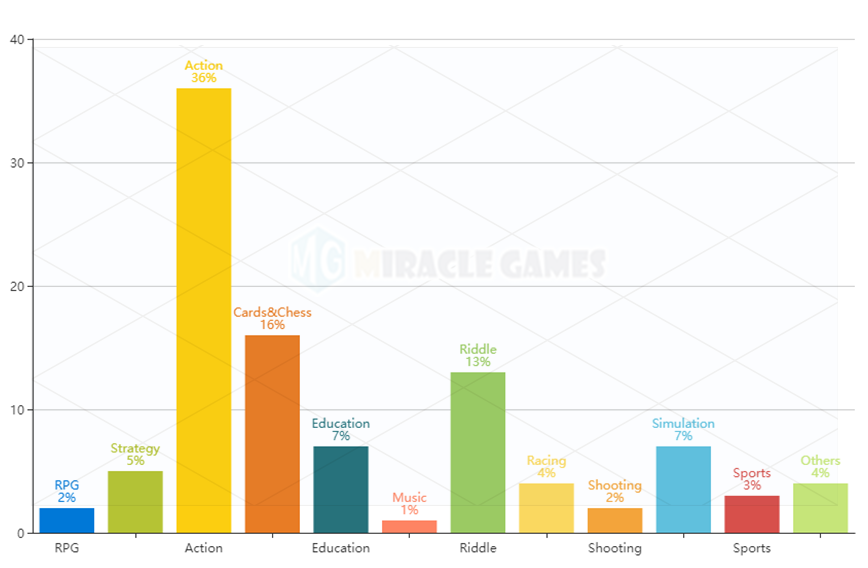 40
30
20
10
0
Action
36%
MG MIRACLE GAMES
Cards&Chess
16%
Riddle
13%
Education
7%
Simulation
7%
Strategy
5%
Racing
4%
Others
4%
RPG
2%
Music
1%
Shooting
2%
Sports
3%
RPG
Action
Education
Riddle
Shooting
Sports